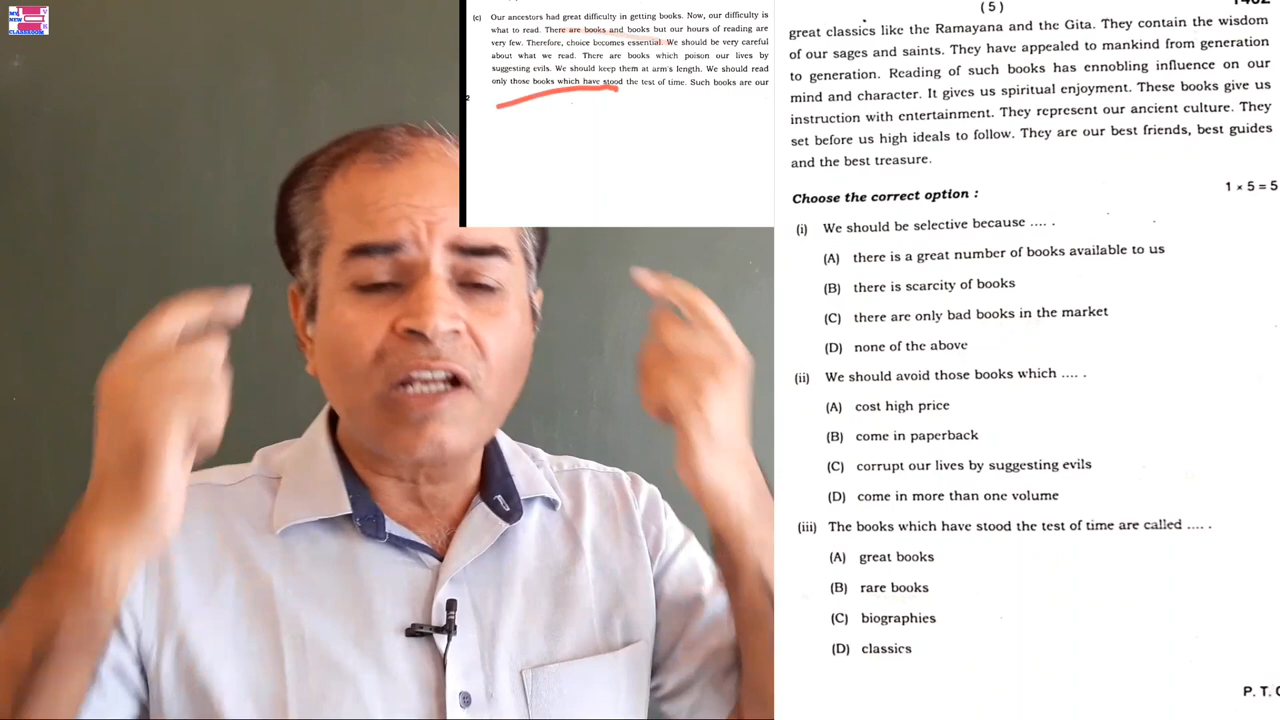 MY
NEW
CLASSROOM
V
K
(c) Our ancestors had great difficulty in getting books. Now, our difficulty is
what to read. There are books and books but our hours of reading are
very few. Therefore, choice becomes essential. We should be very careful
about what we read. There are books which poison our lives by
suggesting evils. We should keep them at arm's length. We should read
only those books which have stood the test of time. Such books are our
2
( 5 )
1402
great classics like the Ramayana and the Gita. They contain the wisdom
of our sages and saints. They have appealed to mankind from generation
to generation. Reading of such books has ennobling influence on our
mind and character. It gives us spiritual enjoyment. These books give us
instruction with entertainment. They represent our ancient culture. They
set before us high ideals to follow. They are our best friends, best guides
and the best treasure.
Choose the correct option :
1 × 5 = 5
(i) We should be selective because .... .
(A) there is a great number of books available to us
(B) there is scarcity of books
(C) there are only bad books in the market
(D) none of the above
(ii) We should avoid those books which .... .
(A) cost high price
(B) come in paperback
(C) corrupt our lives by suggesting evils
(D) come in more than one volume
(iii) The books which have stood the test of time are called .... .
(A) great books
(B) rare books
(C) biographies
(D) classics
P. T.